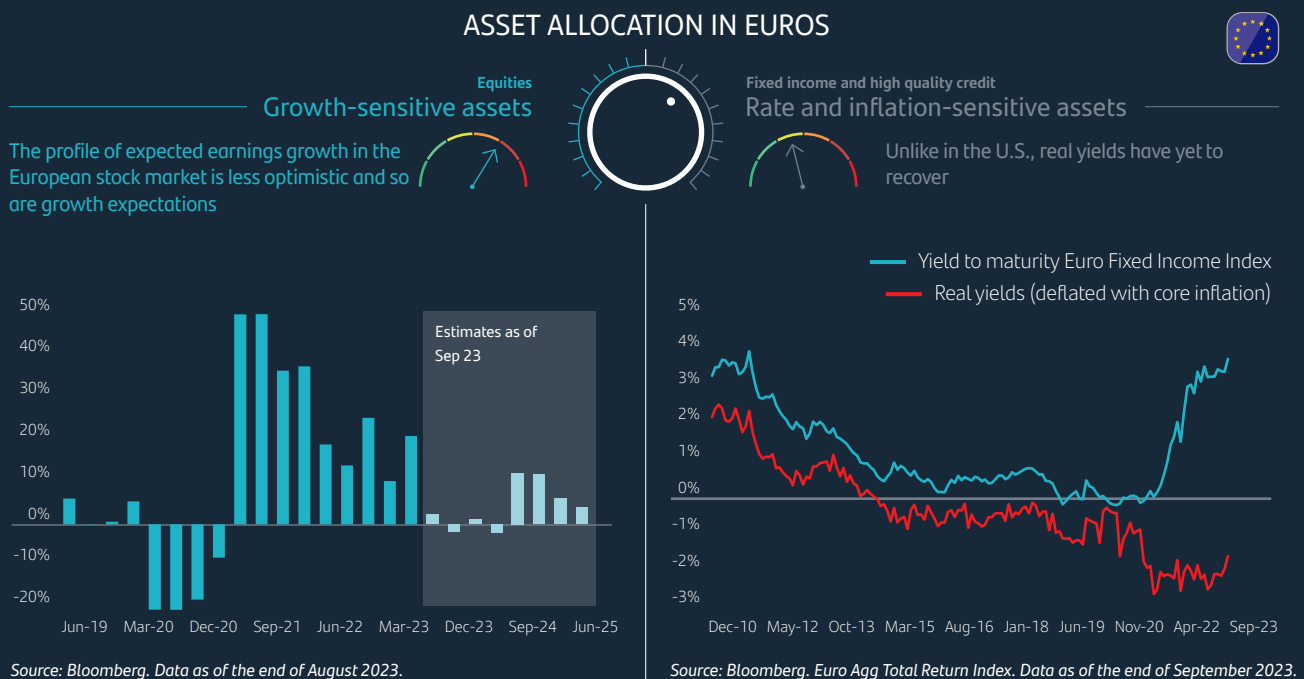 ASSET ALLOCATION IN EUROS
Equities
Growth-sensitive assets
The profile of expected earnings growth in the
European stock market is less optimistic and so
are growth expectations
Fixed income and high quality credit
Rate and inflation-sensitive assets
Unlike in the U.S., real yields have yet to
recover
50%
40%
30%
20%
10%
0%
-10%
-20%
Estimates as of
Sep 23
Jun-19 Mar-20 Dec-20 Sep-21 Jun-22 Mar-23 Dec-23 Sep-24 Jun-25
Source: Bloomberg. Data as of the end of August 2023.
Yield to maturity Euro Fixed Income Index
Real yields (deflated with core inflation)
5%
4%
3%
2%
1%
0%
-1%
-2%
-3%
Dec-10 May-12 Oct-13 Mar-15 Aug-16 Jan-18 Jun-19 Nov-20 Apr-22 Sep-23
Source: Bloomberg. Euro Agg Total Return Index. Data as of the end of September 2023.